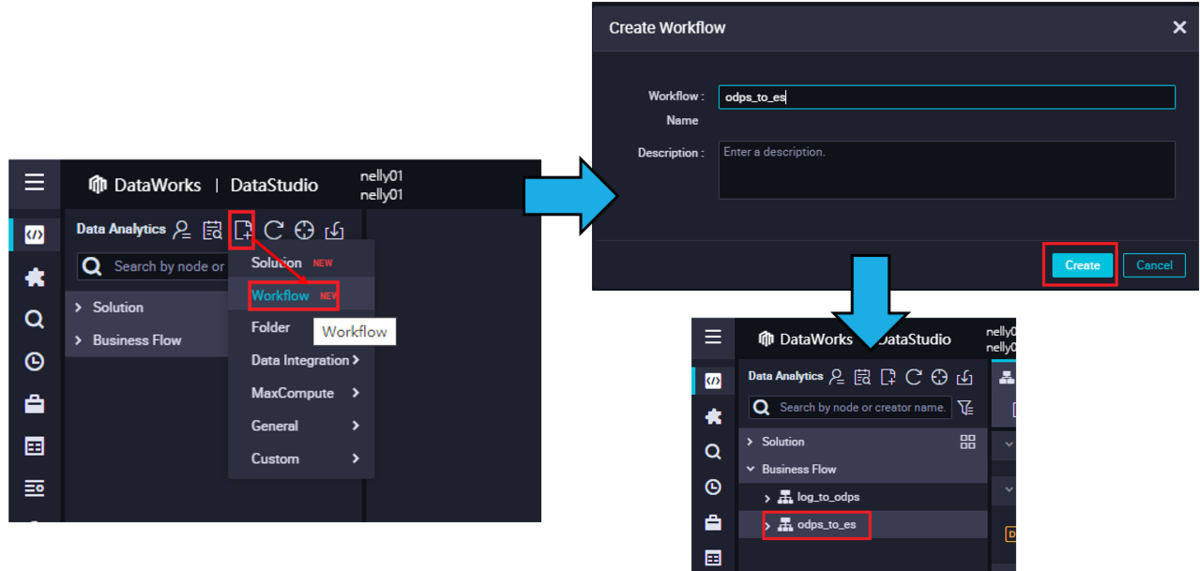 DataWorks | DataStudio
nelly01
nelly01
Data Analytics
Search by node or
Solution
Business Flow
Solution NEW
Workflow NEW
Folder
Workflow
Data Integration
MaxCompute
General
Custom
Create Workflow
Workflow :
Name
odps_to_es
Description :
Enter a description.
Create
Cancel
DataWorks DataStudio
nelly0
nelly0
Data Analytics
Search by node or creator name.
Solution
Business Flow
log_to_odps
odps_to_es
D